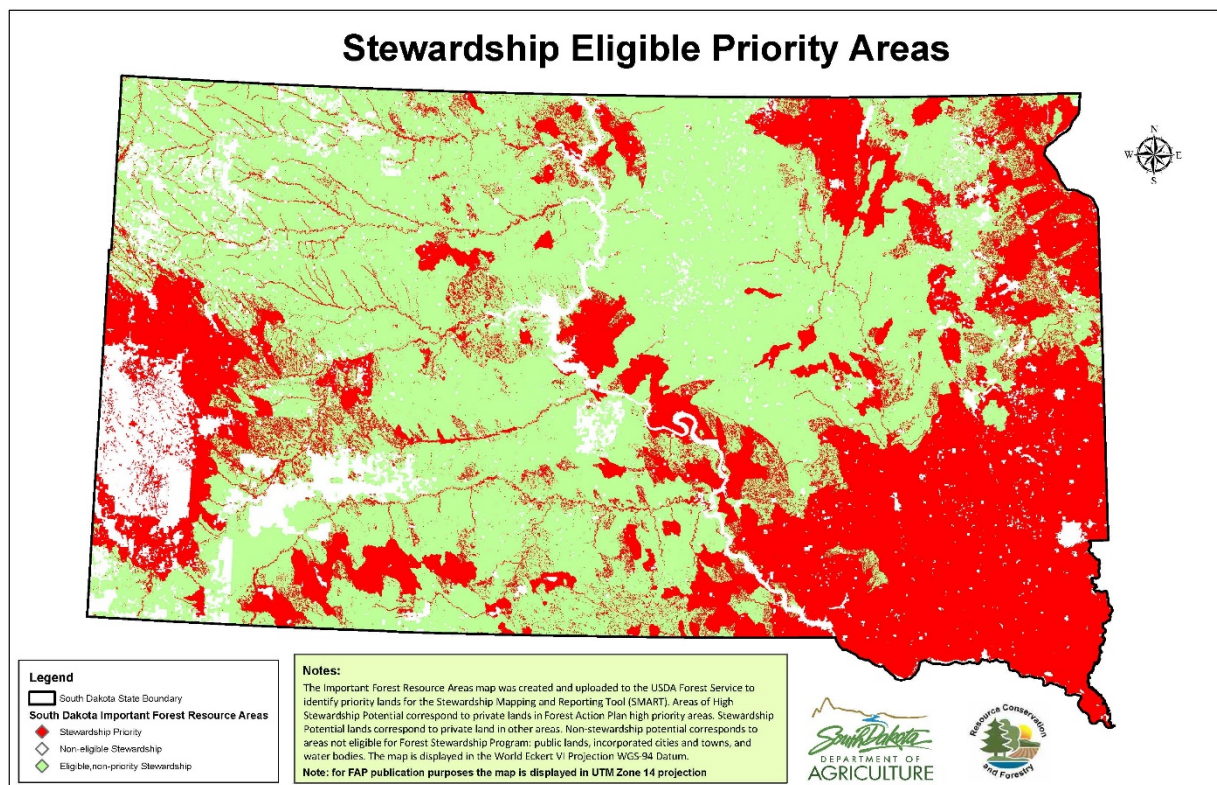 Stewardship Eligible Priority Areas
N
W E
S
Legend
South Dakota State Boundary
South Dakota Important Forest Resource Areas
Stewardship Priority
Non-eligible Stewardship
Eligible,non-priority Stewardship
Notes:
The Important Forest Resource Areas map was created and uploaded to the USDA Forest Service to
identify priority lands for the Stewardship Mapping and Reporting Tool (SMART). Areas of High
Stewardship Potential correspond to private lands in Forest Action Plan high priority areas. Stewardship
Potential lands correspond to private land in other areas. Non-stewardship potential corresponds to
areas not eligible for Forest Stewardship Program: public lands, incorporated cities and towns, and
water bodies. The map is displayed in the World Eckert VI Projection WGS-94 Datum.
Note: for FAP publication purposes the map is displayed in UTM Zone 14 projection
South Dakota
DEPARTMENT OF
AGRICULTURE
Resource Conservation
and Forestry